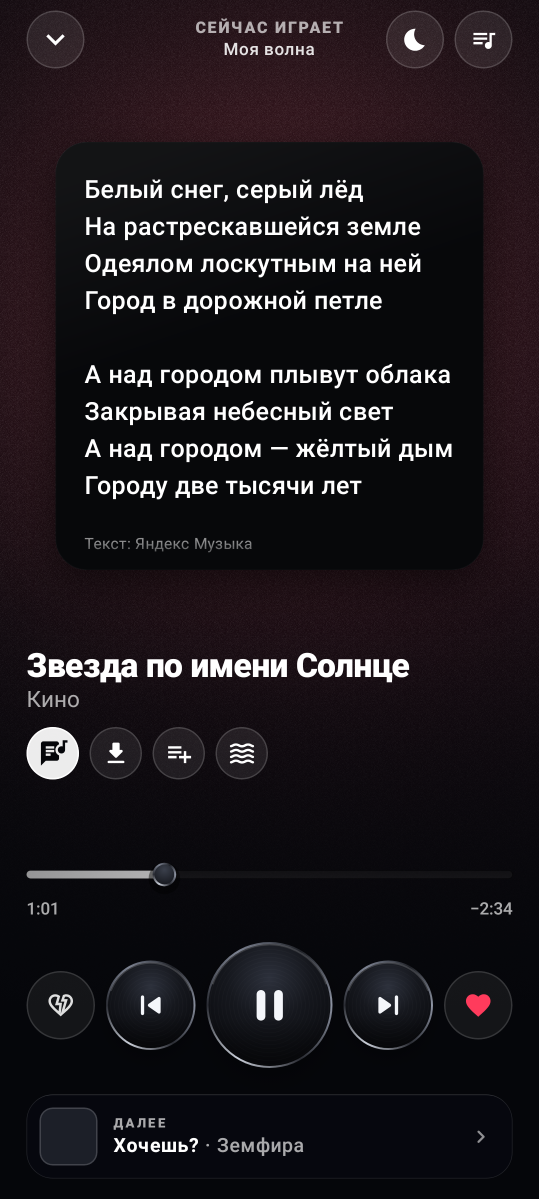 СЕЙЧАС ИГРАЕТ
Моя волна
Белый снег, серый лёд
На растрескавшейся земле
Одеялом лоскутным на ней
Город в дорожной петле
А над городом плывут облака
Закрывая небесный свет
А над городом — жёлтый дым
Городу две тысячи лет
Текст: Яндекс Музыка
Звезда по имени Солнце
Кино
1:01
−2:34
ДАЛЕЕ
Хочешь? · Земфира